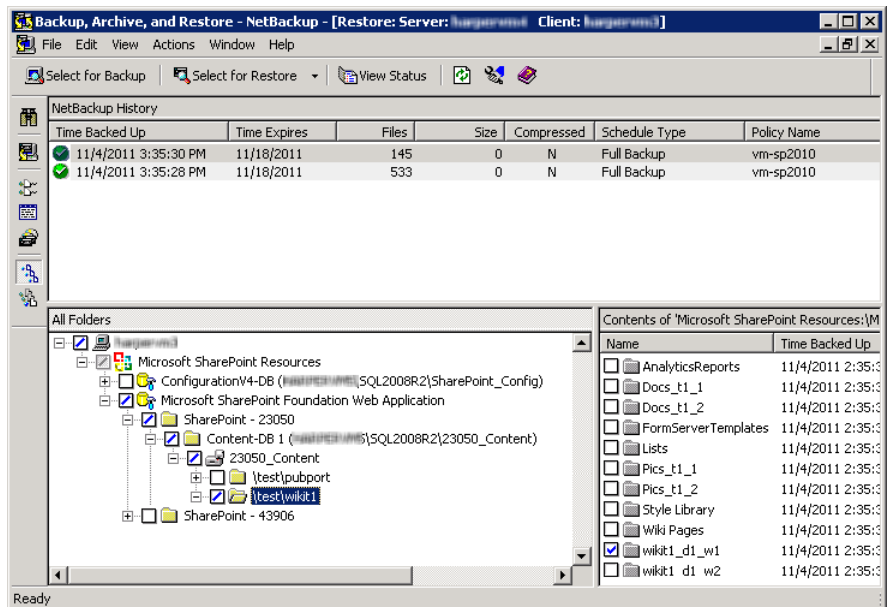 Backup, Archive, and Restore - NetBackup - [Restore: Server: Client: ]
File Edit View Actions Window Help
Select for Backup Select for Restore View Status
NetBackup History
Time Backed Up Time Expires Files Size Compressed Schedule Type Policy Name
11/4/2011 3:35:30 PM 11/18/2011 145 0 N Full Backup vm-sp2010
11/4/2011 3:35:28 PM 11/18/2011 533 0 N Full Backup vm-sp2010
All Folders
Microsoft SharePoint Resources
ConfigurationV4-DB ( \SQL2008R2\SharePoint_Config)
Microsoft SharePoint Foundation Web Application
SharePoint - 23050
Content-DB 1 ( \SQL2008R2\23050_Content)
23050_Content
\test\pubport
\test\wikit1
SharePoint - 43906
Contents of 'Microsoft SharePoint Resources:\M
Name Time Backed Up
AnalyticsReports 11/4/2011 2:35:3
Docs_t1_1 11/4/2011 2:35:3
Docs_t1_2 11/4/2011 2:35:3
FormServerTemplates 11/4/2011 2:35:3
Lists 11/4/2011 2:35:3
Pics_t1_1 11/4/2011 2:35:3
Pics_t1_2 11/4/2011 2:35:3
Style Library 11/4/2011 2:35:3
Wiki Pages 11/4/2011 2:35:3
wikit1_d1_w1 11/4/2011 2:35:3
wikit1_d1_w2 11/4/2011 2:35:3
Ready